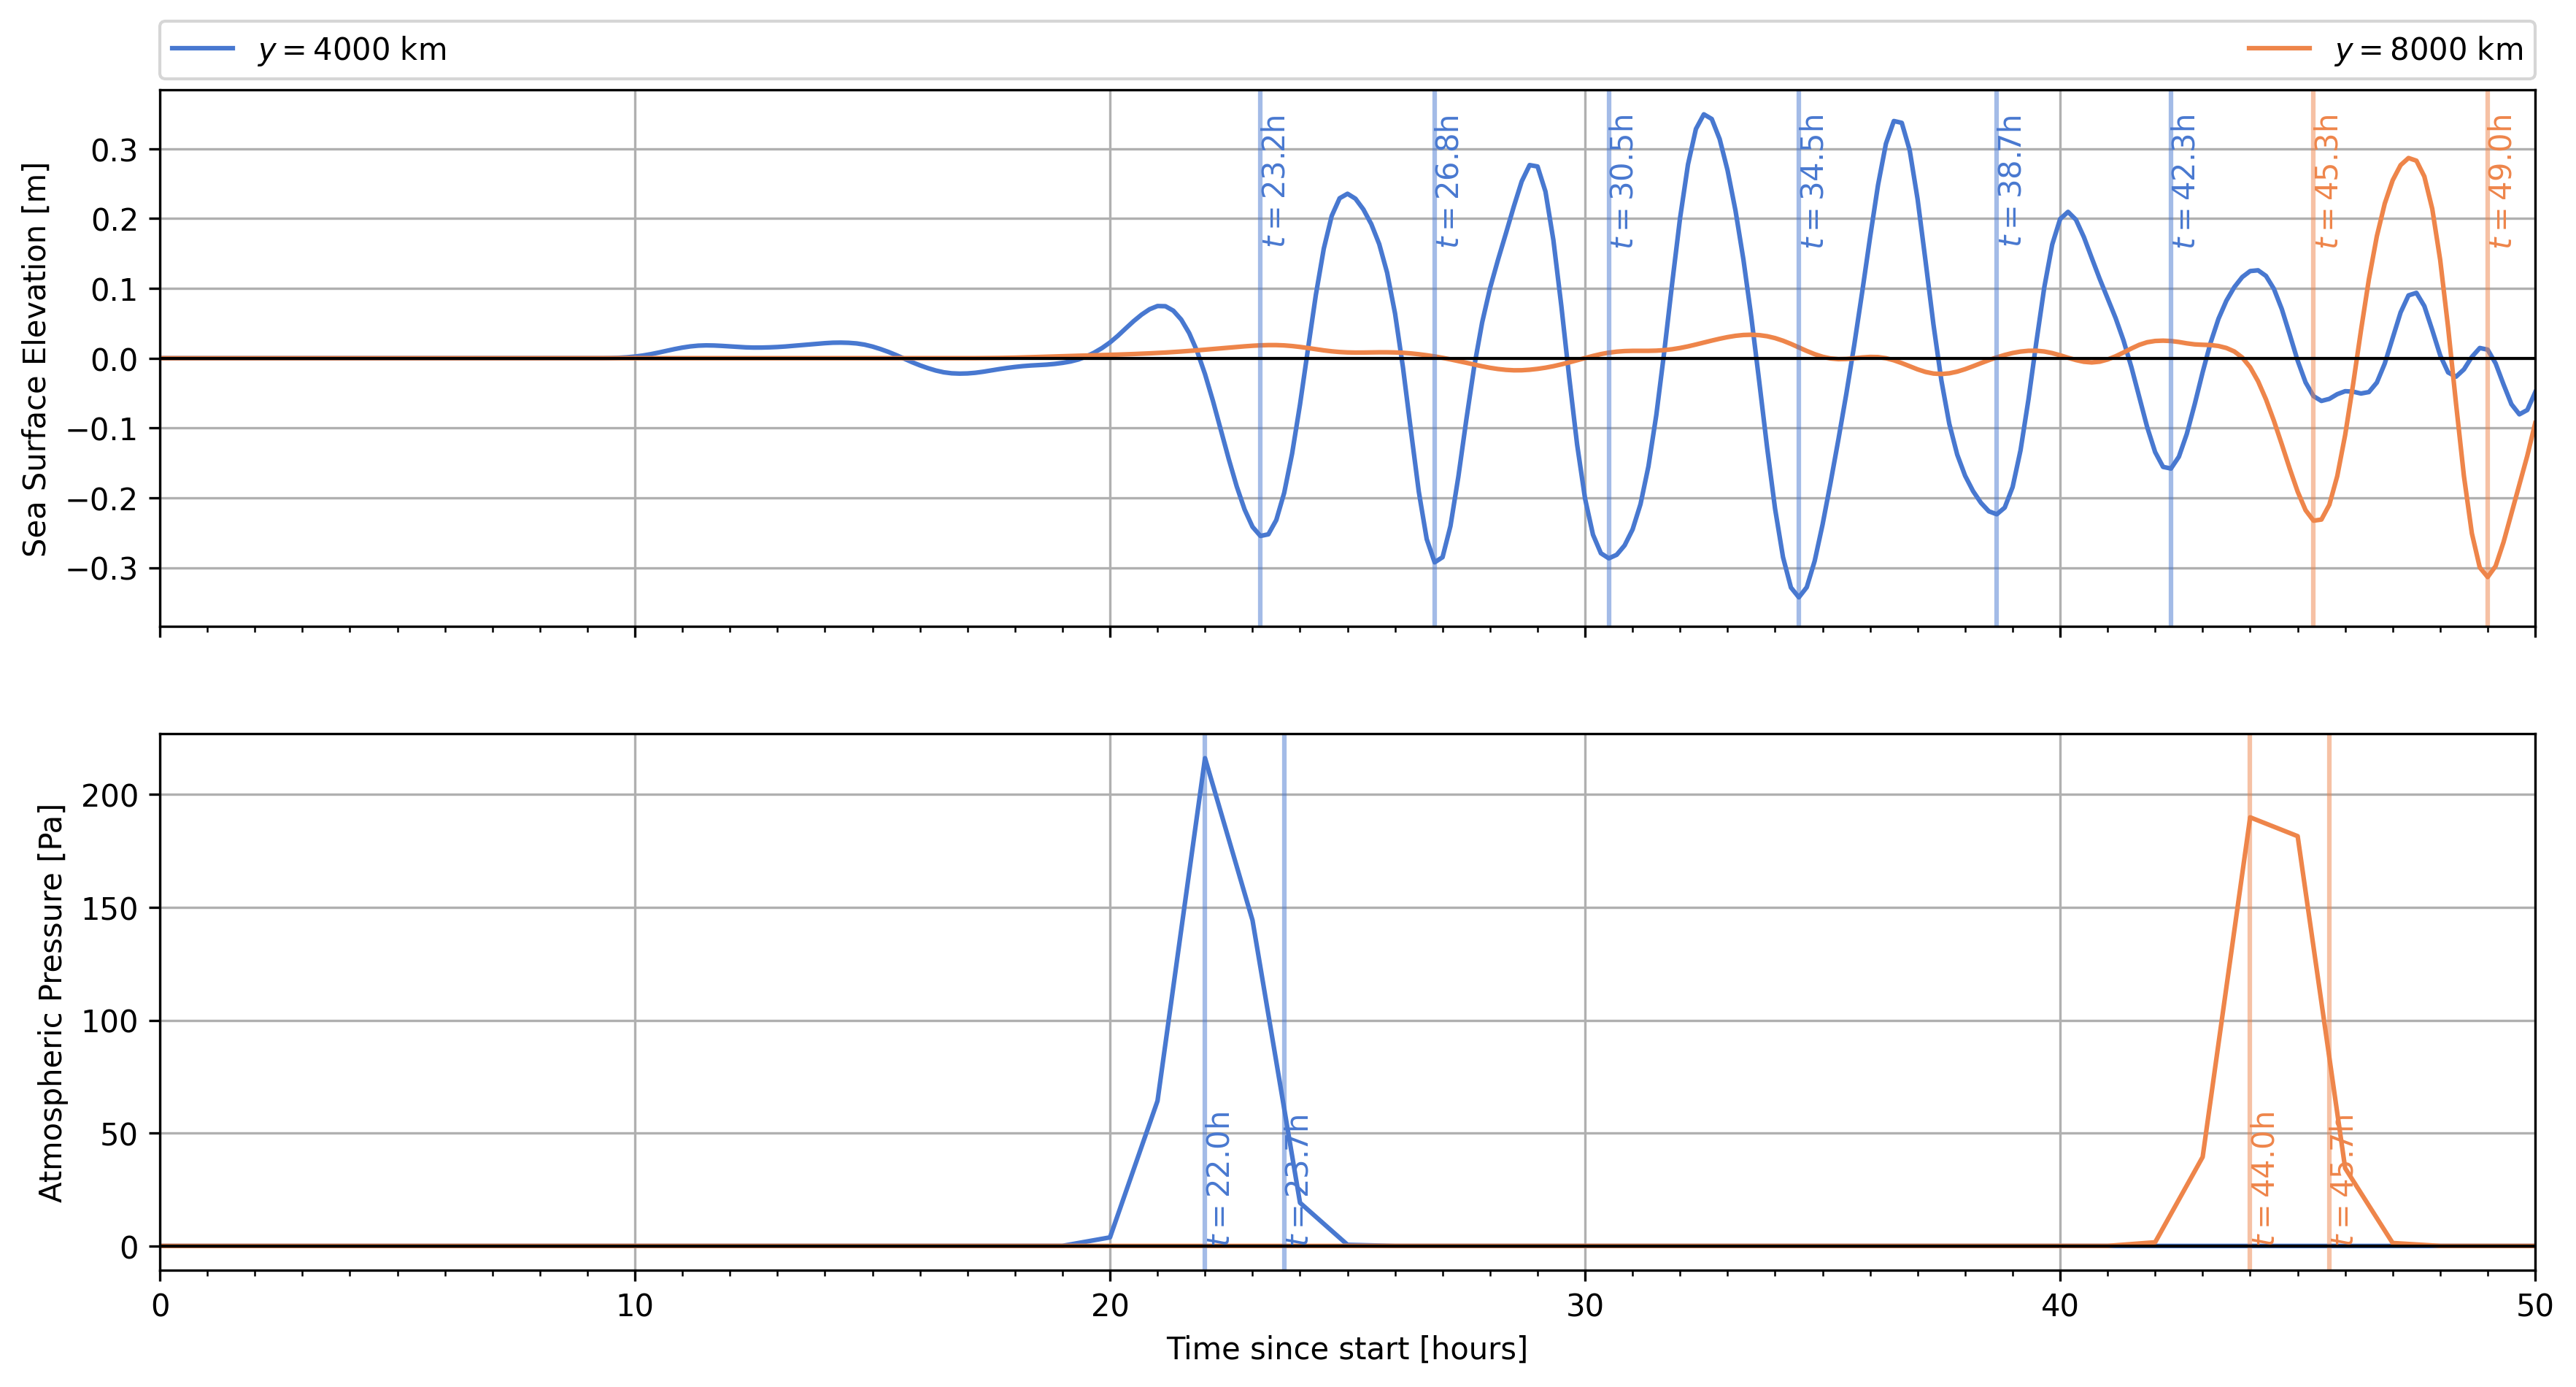 y = 4000 km
y = 8000 km
Sea Surface Elevation [m]
0.3
0.2
0.1
0.0
−0.1
−0.2
−0.3
t = 23.2h
t = 26.8h
t = 30.5h
t = 34.5h
t = 38.7h
t = 42.3h
t = 45.3h
t = 49.0h
Atmospheric Pressure [Pa]
200
150
100
50
0
t = 22.0h
t = 23.7h
t = 44.0h
t = 45.7h
0 10 20 30 40 50
Time since start [hours]